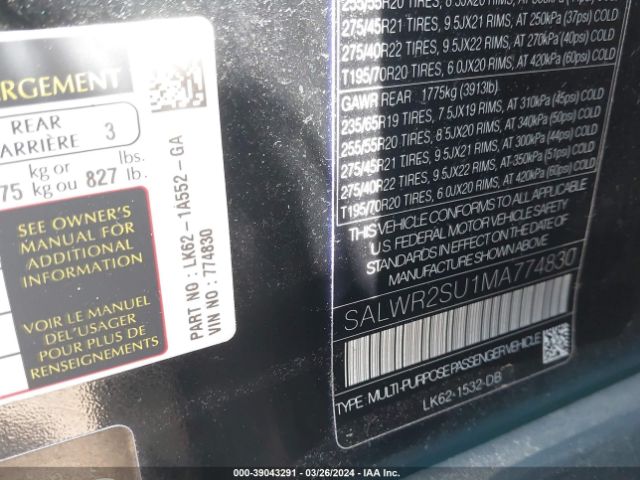 RGEMENT
REAR
ARRIÈRE 3
kg or lbs.
75 kg ou 827 lb.
SEE OWNER'S
MANUAL FOR
ADDITIONAL
INFORMATION
VOIR LE MANUEL
DEL'USAGER
POUR PLUS DE
RENSEIGNEMENTS
PART NO: LK62-1A552-GA
VIN NO: 774830
275/45R21 TIRES, 9.5JX21 RIMS, AT 250kPa (37psi) COLD
275/40R22 TIRES, 9.5JX22 RIMS, AT 270kPa (40psi) COLD
T195/70R20 TIRES, 6.0JX20 RIMS, AT 420kPa (60psi) COLD
GAWR REAR 1775kg (3913lb)
235/65R19 TIRES, 7.5JX19 RIMS, AT 310kPa (45psi) COLD
255/55R20 TIRES, 8.5JX20 RIMS, AT 340kPa (50psi) COLD
275/45R21 TIRES, 9.5JX21 RIMS, AT 300kPa (44psi) COLD
275/40R22 TIRES, 9.5JX22 RIMS, AT 350kPa (51psi) COLD
T195/70R20 TIRES, 6.0JX20 RIMS, AT 420kPa (60psi) COLD
THIS VEHICLE CONFORMS TO ALL APPLICABLE
U.S. FEDERAL MOTOR VEHICLE SAFETY
STANDARDS IN EFFECT ON THE DATE OF
MANUFACTURE SHOWN ABOVE.
SALWR2SU1MA774830
TYPE: MULTI-PURPOSE PASSENGER VEHICLE
LK62-1532-DB
000-39043291 - 03/26/2024 - IAA Inc.